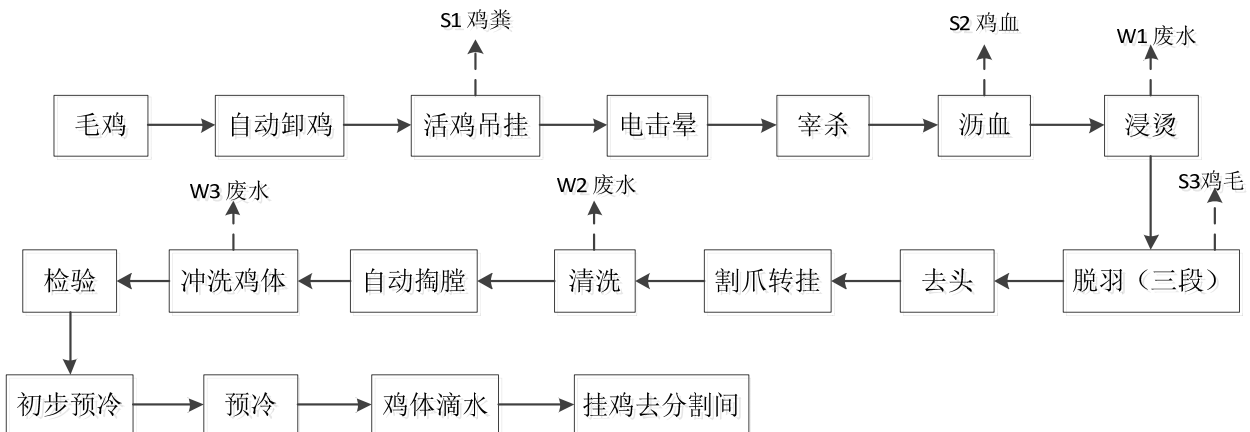 S1 鸡粪
S2 鸡血
W1 废水
毛鸡
自动卸鸡
活鸡吊挂
电击晕
宰杀
沥血
浸烫
W3 废水
W2 废水
S3鸡毛
检验
冲洗鸡体
自动掏膛
清洗
割爪转挂
去头
脱羽（三段）
初步预冷
预冷
鸡体滴水
挂鸡去分割间